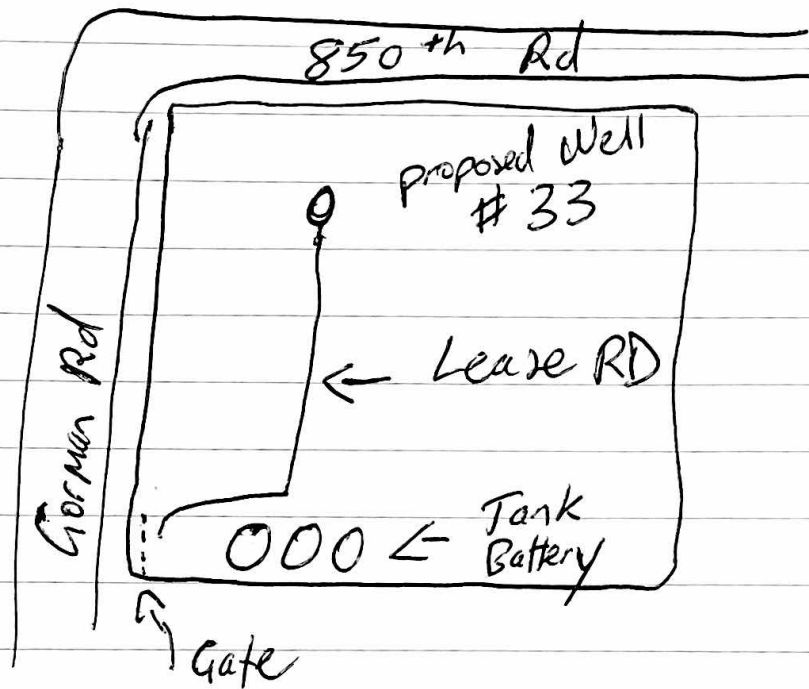 850th Rd
proposed Well
# 33
Gorman Rd
Lease RD
Tank
Battery
Gate